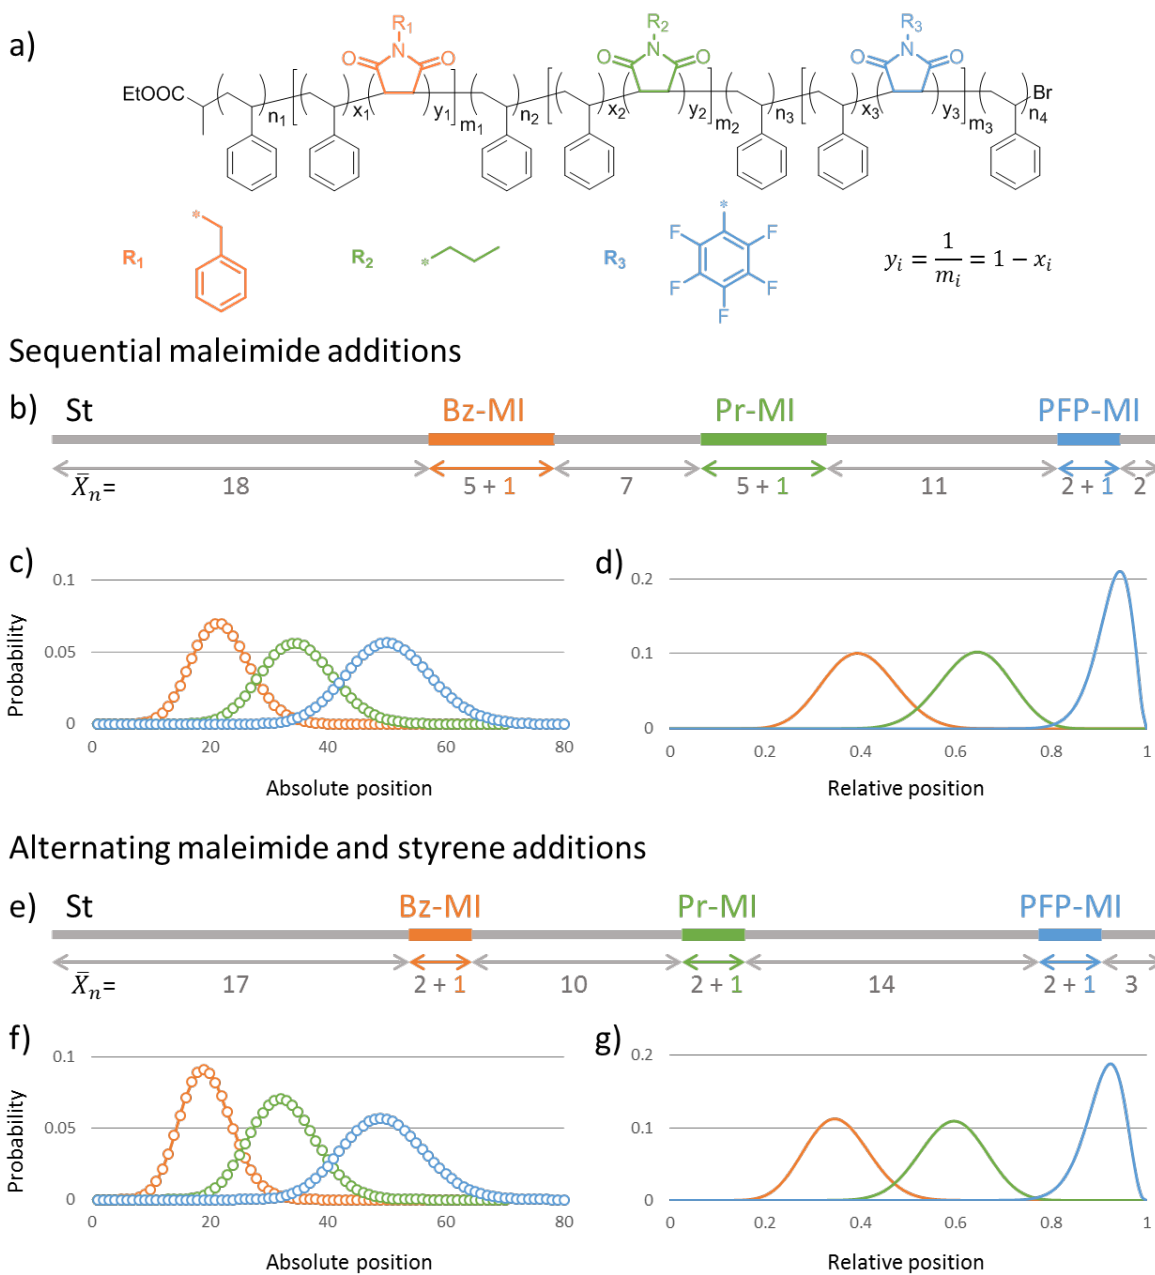 a)
R1 R2 R3
O N O O N O O N O
EtOOC n1 x1 y1 m1 n2 x2 y2 m2 n3 x3 y3 m3 n4 Br
R1 * R2 * R3 * F F F F F yi = 1/mi = 1 − xi
Sequential maleimide additions
b) St Bz-MI Pr-MI PFP-MI
X̄n= 18 5 + 1 7 5 + 1 11 2 + 1 2
c)
Probability
0.1
0.05
0
0 20 40 60 80
Absolute position
d)
0.2
0.1
0
0 0.2 0.4 0.6 0.8 1
Relative position
Alternating maleimide and styrene additions
e) St Bz-MI Pr-MI PFP-MI
X̄n= 17 2 + 1 10 2 + 1 14 2 + 1 3
f)
Probability
0.1
0.05
0
0 20 40 60 80
Absolute position
g)
0.2
0.1
0
0 0.2 0.4 0.6 0.8 1
Relative position